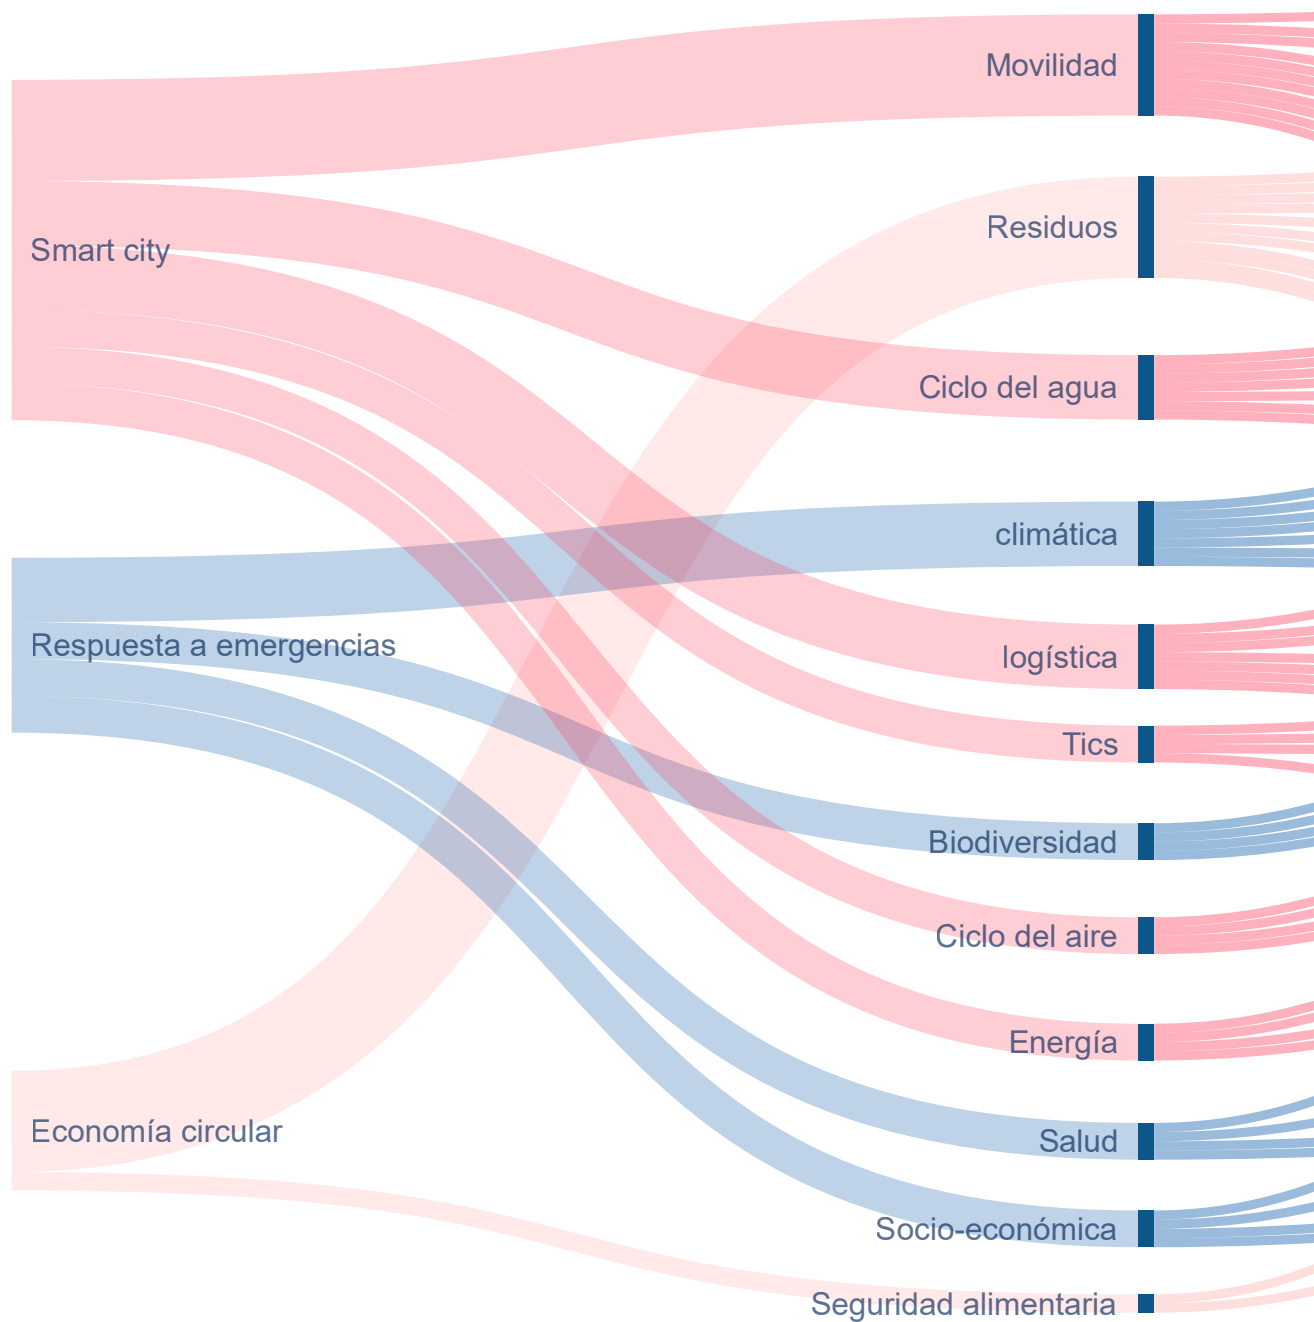 Movilidad
Residuos
Smart city
Ciclo del agua
climática
Respuesta a emergencias
logística
Tics
Biodiversidad
Ciclo del aire
Energía
Economía circular
Salud
Socio-económica
Seguridad alimentaria